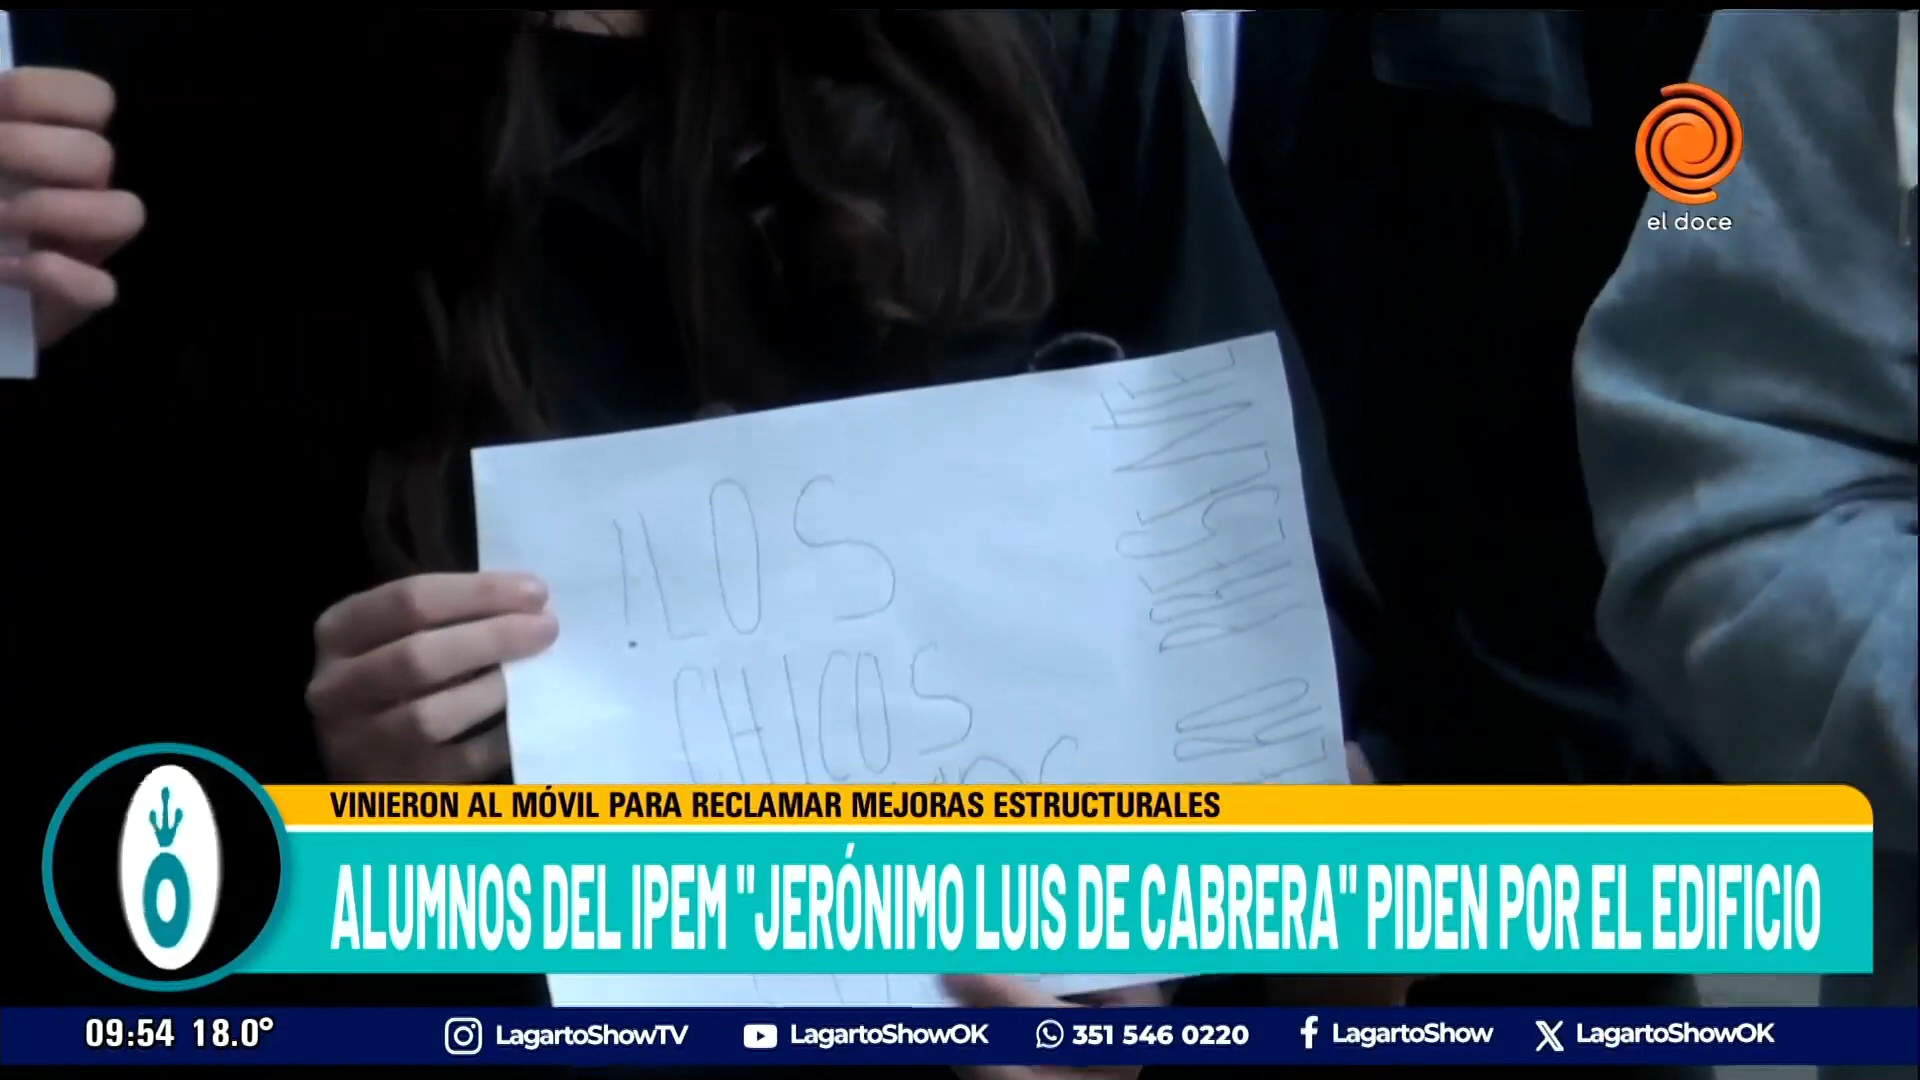 el doce
¡LOS
CHICOS
PRESENTE
VINIERON AL MÓVIL PARA RECLAMAR MEJORAS ESTRUCTURALES
ALUMNOS DEL IPEM "JERÓNIMO LUIS DE CABRERA" PIDEN POR EL EDIFICIO
09:54 18.0° LagartoShowTV LagartoShowOK 351 546 0220 LagartoShow LagartoShowOK